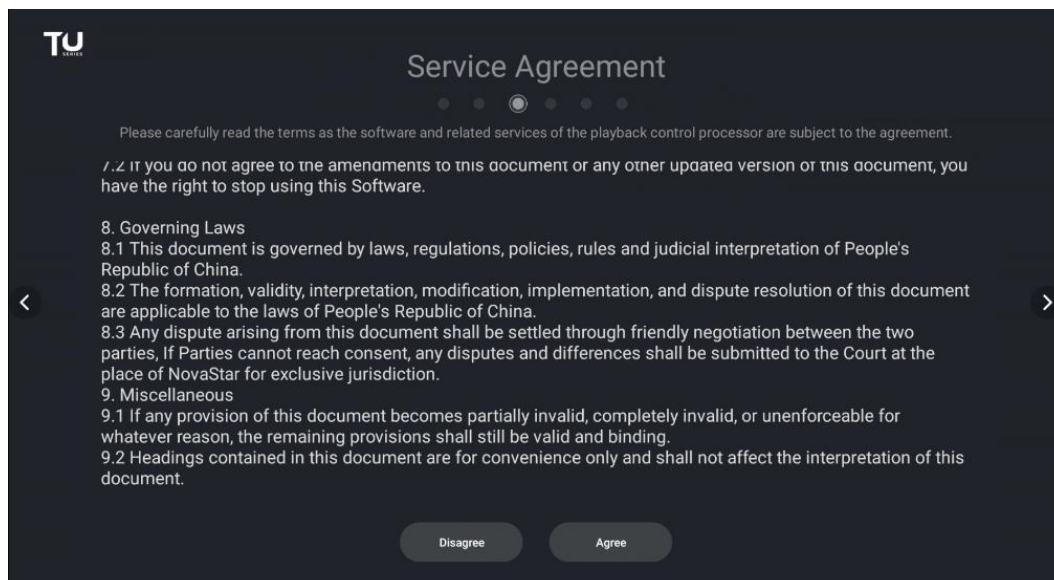 TU
SERIES
Service Agreement
Please carefully read the terms as the software and related services of the playback control processor are subject to the agreement.
7.2 If you do not agree to the amendments to this document or any other updated version of this document, you
have the right to stop using this Software.
8. Governing Laws
8.1 This document is governed by laws, regulations, policies, rules and judicial interpretation of People's
Republic of China.
8.2 The formation, validity, interpretation, modification, implementation, and dispute resolution of this document
are applicable to the laws of People's Republic of China.
8.3 Any dispute arising from this document shall be settled through friendly negotiation between the two
parties, If Parties cannot reach consent, any disputes and differences shall be submitted to the Court at the
place of NovaStar for exclusive jurisdiction.
9. Miscellaneous
9.1 If any provision of this document becomes partially invalid, completely invalid, or unenforceable for
whatever reason, the remaining provisions shall still be valid and binding.
9.2 Headings contained in this document are for convenience only and shall not affect the interpretation of this
document.
Disagree
Agree